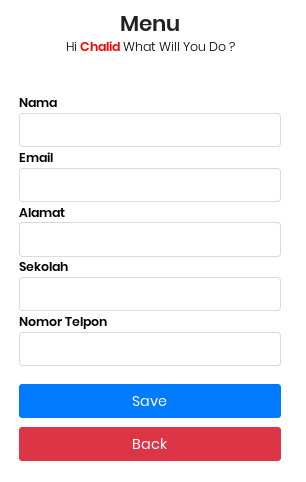 Menu
Hi Chalid What Will You Do ?
Nama
Email
Alamat
Sekolah
Nomor Telpon
Save
Back